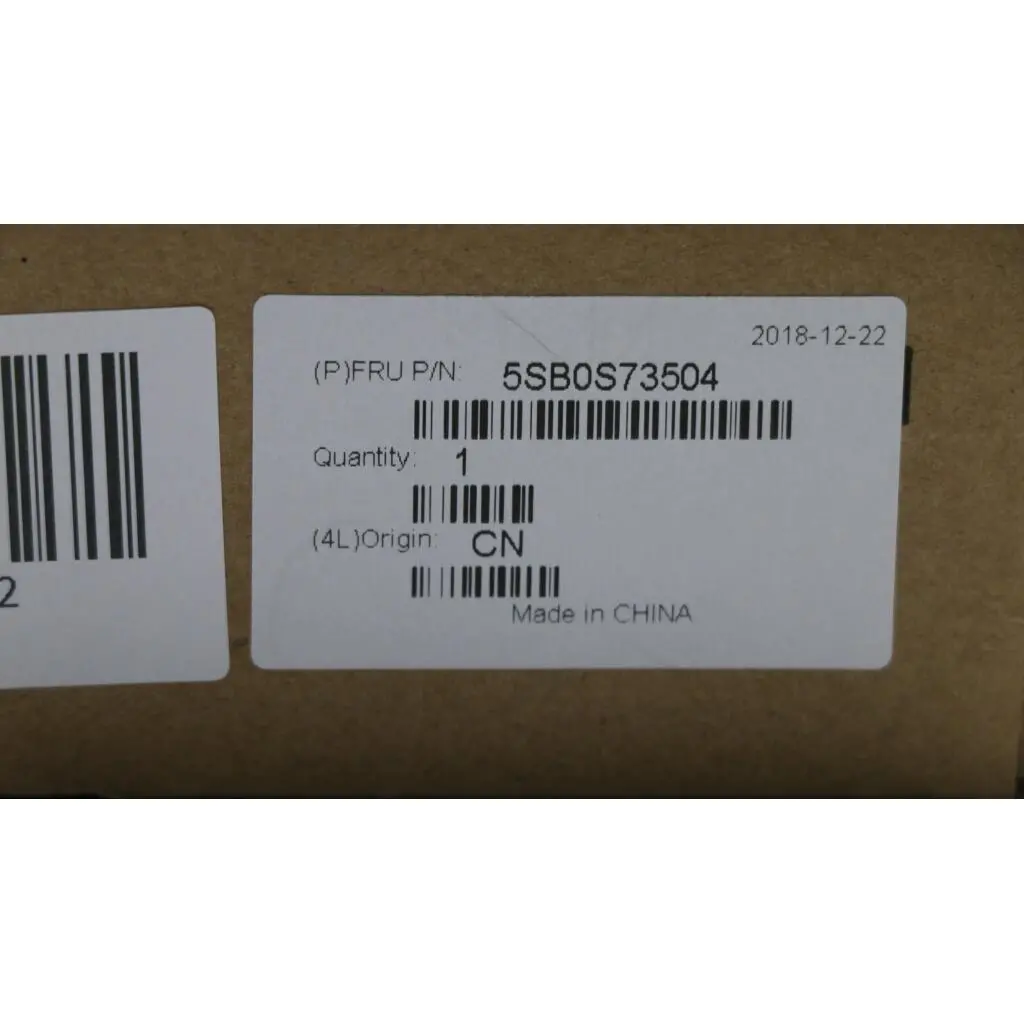 2018-12-22
(P)FRU P/N: 5SB0S73504
Quantity: 1
(4L)Origin: CN
Made in CHINA
2